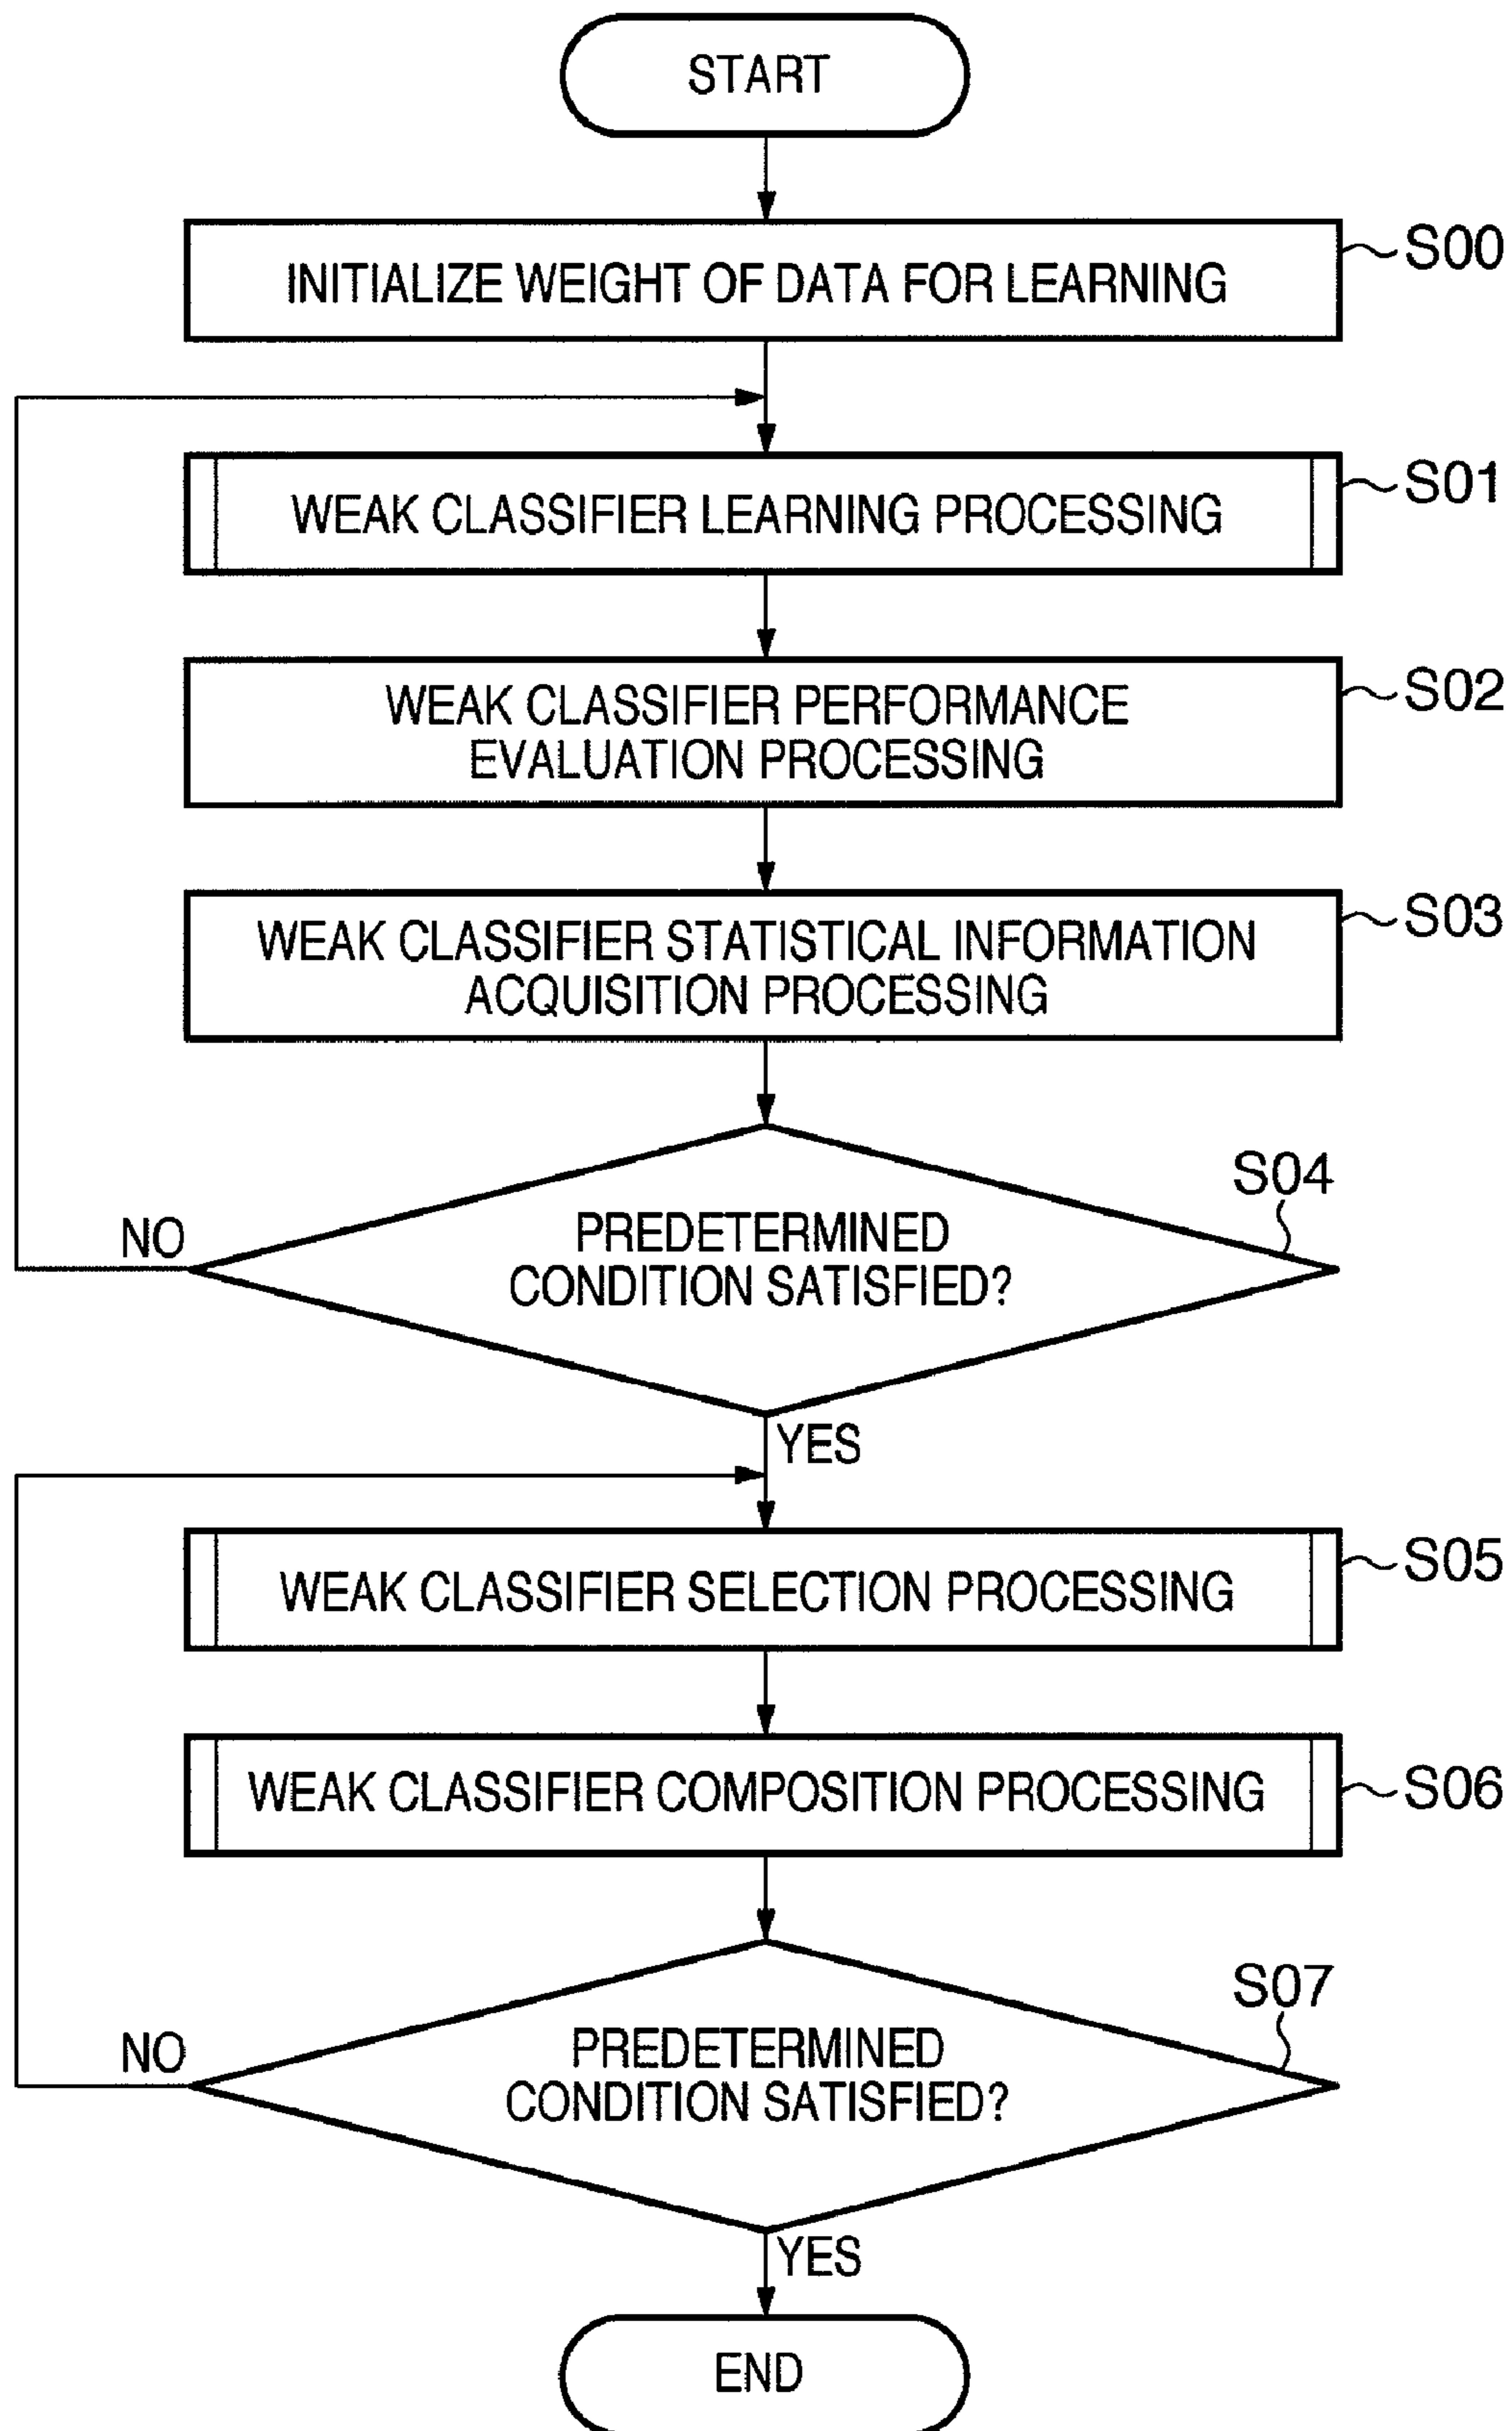 START
INITIALIZE WEIGHT OF DATA FOR LEARNING
S00
WEAK CLASSIFIER LEARNING PROCESSING
S01
WEAK CLASSIFIER PERFORMANCE
EVALUATION PROCESSING
S02
WEAK CLASSIFIER STATISTICAL INFORMATION
ACQUISITION PROCESSING
S03
S04
NO
PREDETERMINED
CONDITION SATISFIED?
YES
WEAK CLASSIFIER SELECTION PROCESSING
S05
WEAK CLASSIFIER COMPOSITION PROCESSING
S06
S07
NO
PREDETERMINED
CONDITION SATISFIED?
YES
END